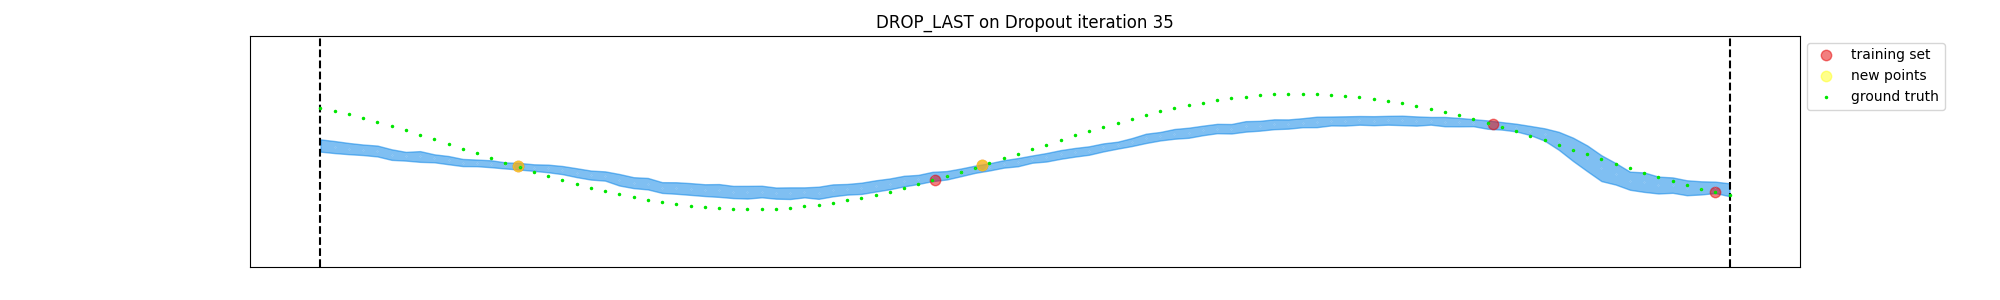 DROP_LAST on Dropout iteration 35
training set
new points
ground truth